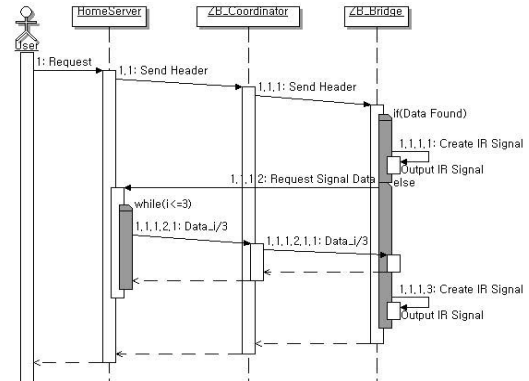 HomeServer
ZB_Coordinator
ZB_Bridge
User
1: Request
1.1: Send Header
1.1.1: Send Header
if(Data Found)
1.1.1.1: Create IR Signal
Output IR Signal
1.1.1.2: Request Signal Data
else
while(i<=3)
1.1.1.2.1: Data_i/3
1.1.1.2.1.1: Data_i/3
1.1.1.3: Create IR Signal
Output IR Signal